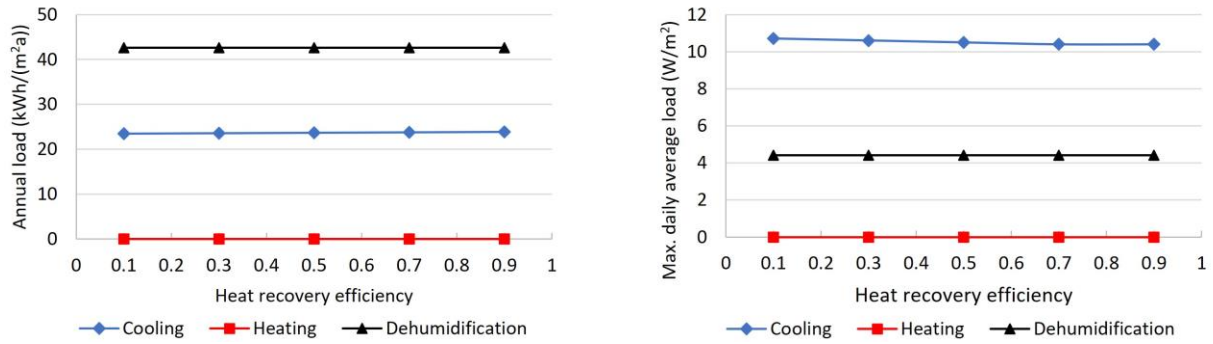 Annual load (kWh/(m²a))
50
40
30
20
10
0
0 0.1 0.2 0.3 0.4 0.5 0.6 0.7 0.8 0.9 1
Heat recovery efficiency
Cooling Heating Dehumidification
Max. daily average load (W/m²)
12
10
8
6
4
2
0
0 0.1 0.2 0.3 0.4 0.5 0.6 0.7 0.8 0.9 1
Heat recovery efficiency
Cooling Heating Dehumidification